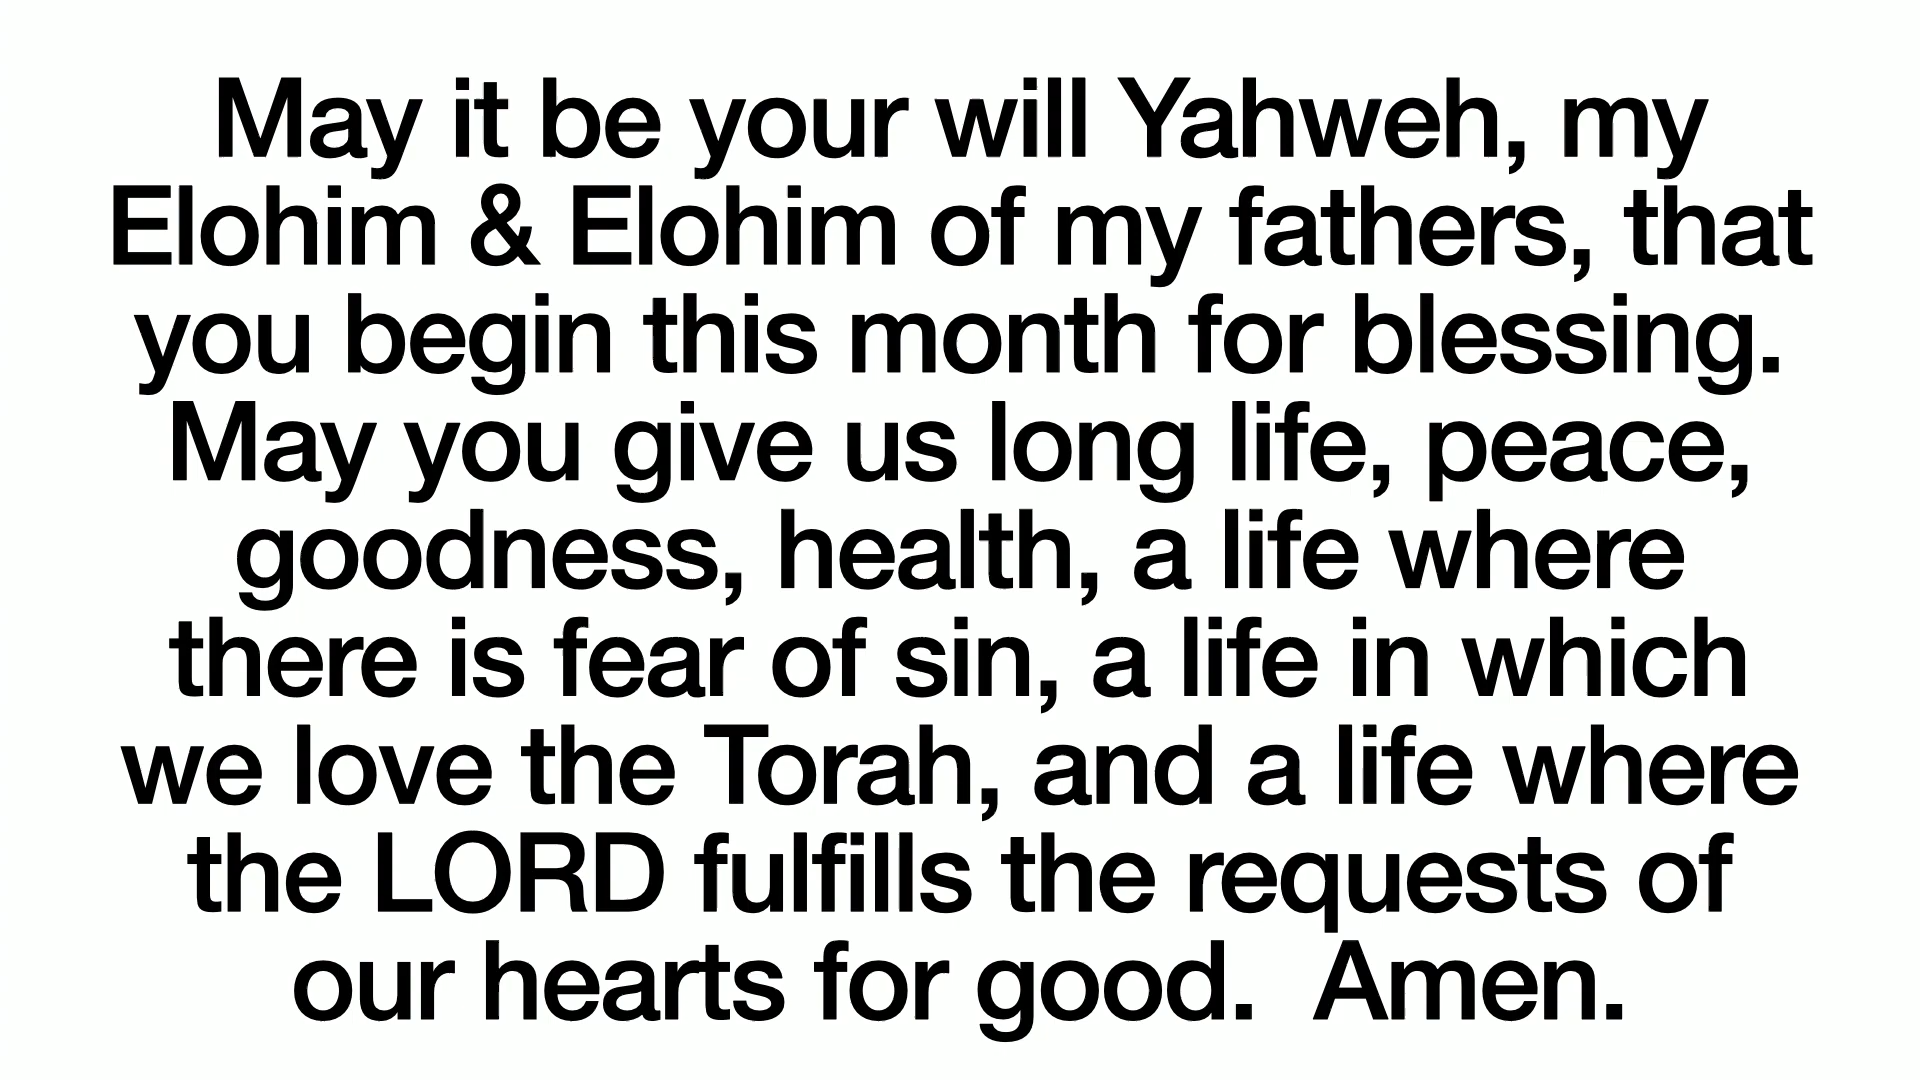 May it be your will Yahweh, my
Elohim & Elohim of my fathers, that
you begin this month for blessing.
May you give us long life, peace,
goodness, health, a life where
there is fear of sin, a life in which
we love the Torah, and a life where
the LORD fulfills the requests of
our hearts for good.  Amen.